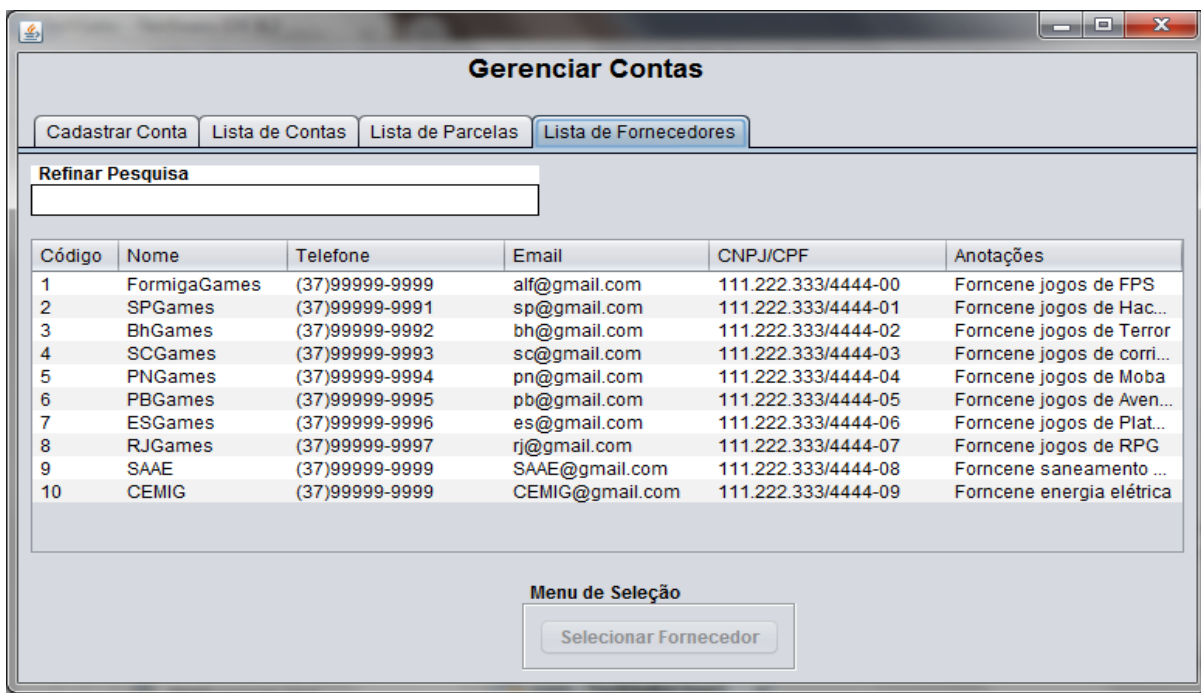 Gerenciar Contas
Cadastrar Conta Lista de Contas Lista de Parcelas Lista de Fornecedores
Refinar Pesquisa
Código Nome Telefone Email CNPJ/CPF Anotações
1 FormigaGames (37)99999-9999 alf@gmail.com 111.222.333/4444-00 Forncene jogos de FPS
2 SPGames (37)99999-9991 sp@gmail.com 111.222.333/4444-01 Forncene jogos de Hac...
3 BhGames (37)99999-9992 bh@gmail.com 111.222.333/4444-02 Forncene jogos de Terror
4 SCGames (37)99999-9993 sc@gmail.com 111.222.333/4444-03 Forncene jogos de corri...
5 PNGames (37)99999-9994 pn@gmail.com 111.222.333/4444-04 Forncene jogos de Moba
6 PBGames (37)99999-9995 pb@gmail.com 111.222.333/4444-05 Forncene jogos de Aven...
7 ESGames (37)99999-9996 es@gmail.com 111.222.333/4444-06 Forncene jogos de Plat...
8 RJGames (37)99999-9997 rj@gmail.com 111.222.333/4444-07 Forncene jogos de RPG
9 SAAE (37)99999-9999 SAAE@gmail.com 111.222.333/4444-08 Forncene saneamento ...
10 CEMIG (37)99999-9999 CEMIG@gmail.com 111.222.333/4444-09 Forncene energia elétrica
Menu de Seleção
Selecionar Fornecedor